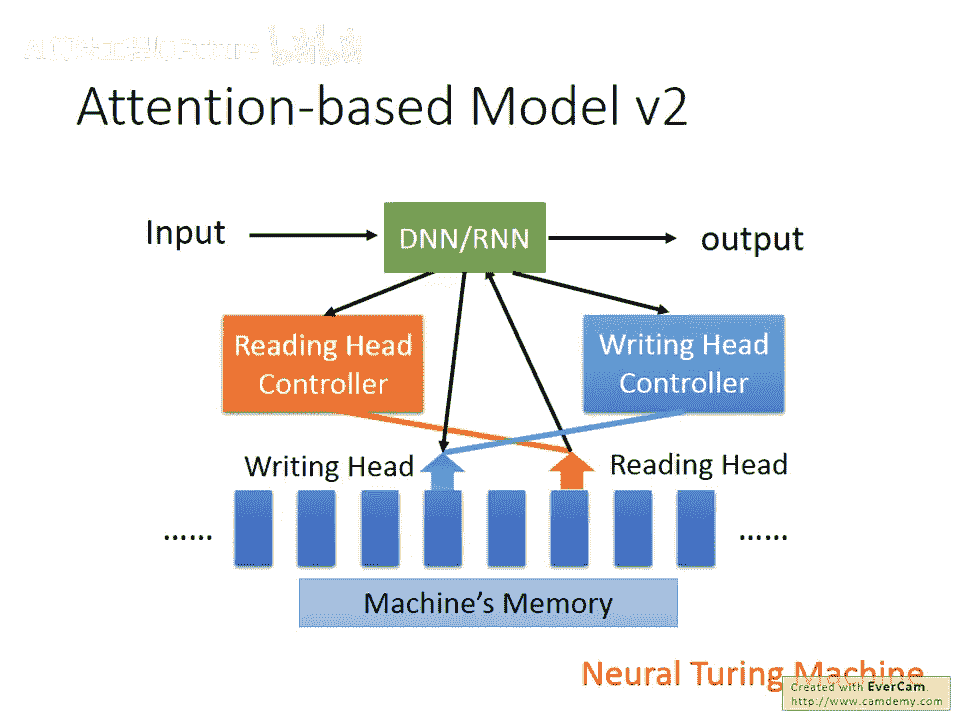 Attention-based Model v2
Input
DNN/RNN
output
Reading Head
Controller
Writing Head
Controller
Writing Head
Reading Head
......
......
Machine's Memory
Neural Turing Machine
Created with EverCam.
http://www.camdemy.com